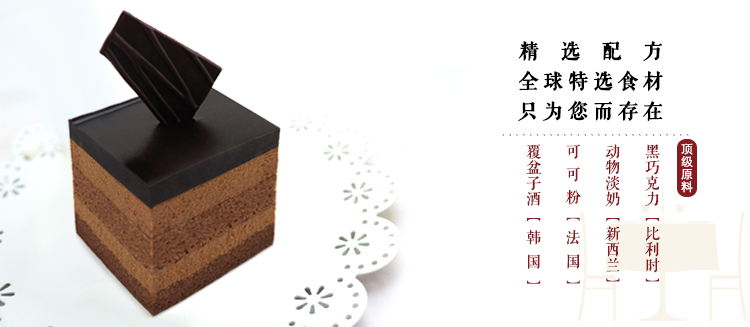 精选配方
全球特选食材
只为您而存在
顶级原料
黑巧克力【比利时】
动物淡奶【新西兰】
可可粉【法国】
覆盆子酒【韩国】